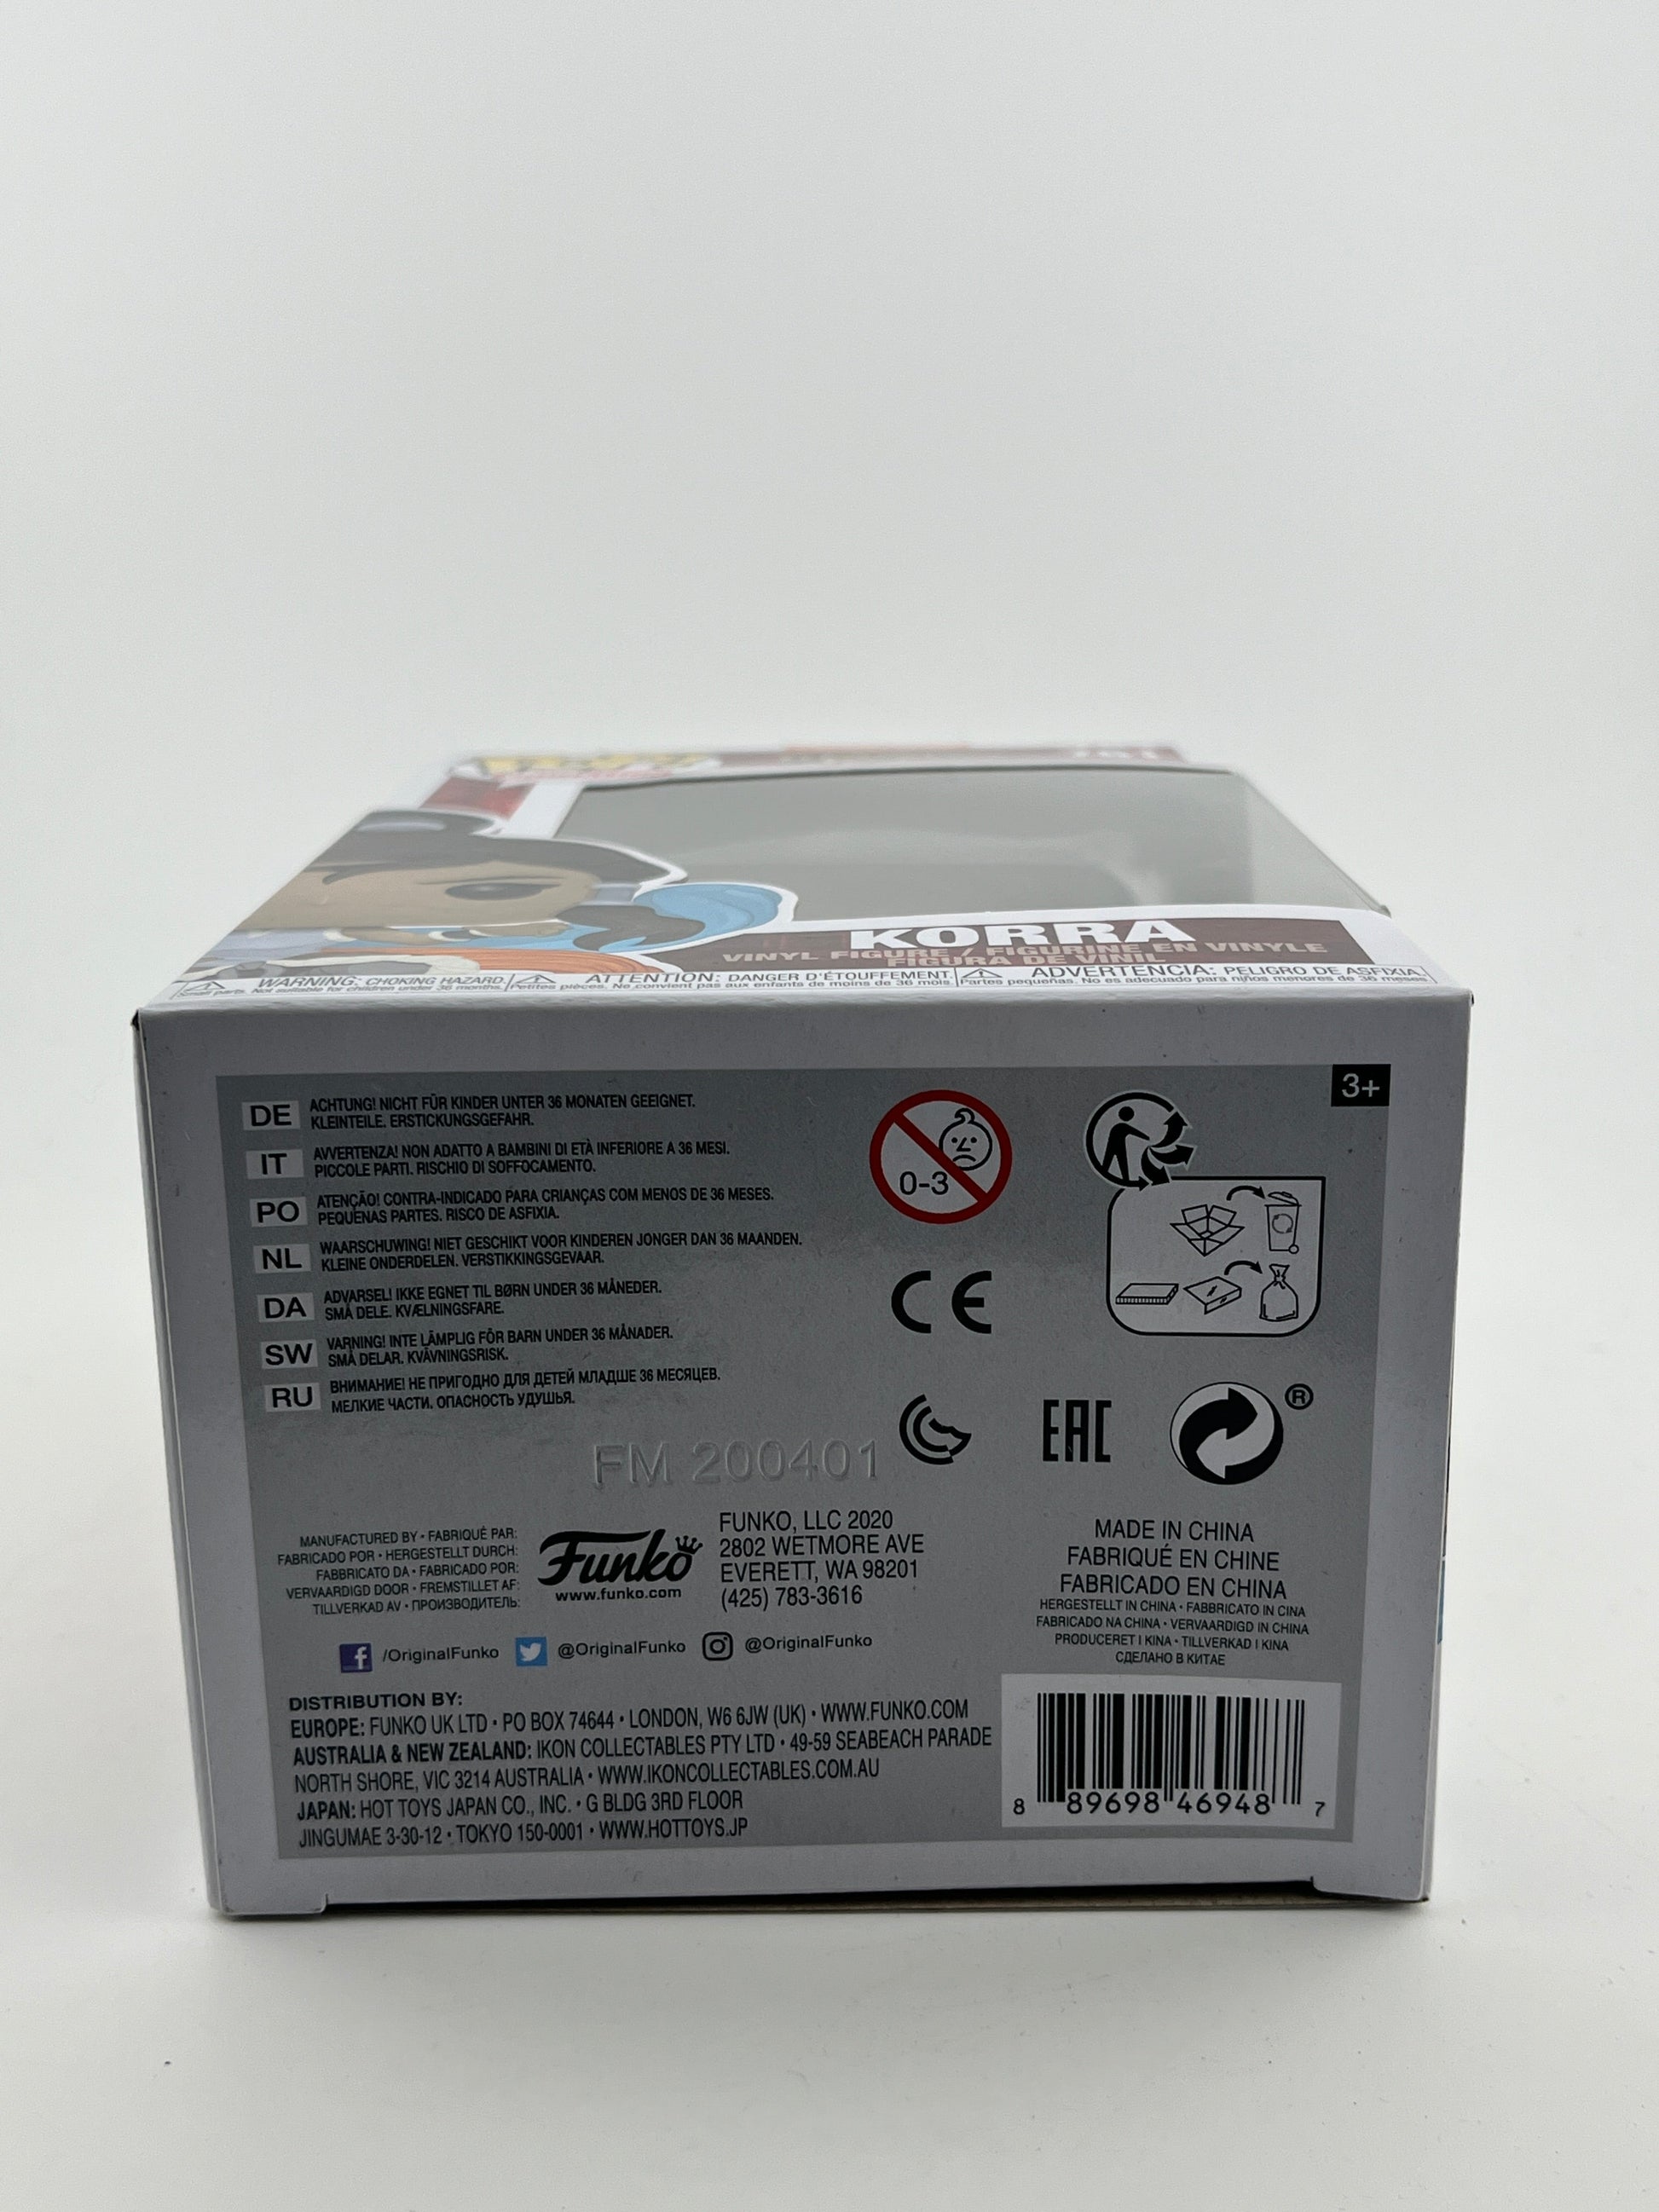 KORRA
VINYL FIGURE / FIGURINE EN VINYLE
FIGURA DE VINIL
WARNING: CHOKING HAZARD.
Small parts. Not suitable for children under 36 months.
ATTENTION: DANGER D'ÉTOUFFEMENT.
Petites pièces. Ne convient pas aux enfants de moins de 36 mois.
ADVERTENCIA: PELIGRO DE ASFIXIA.
Partes pequeñas. No es adecuado para niños menores de 36 meses.
3+
DE ACHTUNG! NICHT FÜR KINDER UNTER 36 MONATEN GEEIGNET.
KLEINTEILE. ERSTICKUNGSGEFAHR.
IT AVVERTENZA! NON ADATTO A BAMBINI DI ETÀ INFERIORE A 36 MESI.
PICCOLE PARTI. RISCHIO DI SOFFOCAMENTO.
PO ATENÇÃO! CONTRA-INDICADO PARA CRIANÇAS COM MENOS DE 36 MESES.
PEQUENAS PARTES. RISCO DE ASFIXIA.
NL WAARSCHUWING! NIET GESCHIKT VOOR KINDEREN JONGER DAN 36 MAANDEN.
KLEINE ONDERDELEN. VERSTIKKINGSGEVAAR.
DA ADVARSEL! IKKE EGNET TIL BØRN UNDER 36 MÅNEDER.
SMÅ DELE. KVÆLNINGSFARE.
SW VARNING! INTE LÄMPLIG FÖR BARN UNDER 36 MÅNADER.
SMÅ DELAR. KVÄVNINGSRISK.
RU ВНИМАНИЕ! НЕ ПРИГОДНО ДЛЯ ДЕТЕЙ МЛАДШЕ 36 МЕСЯЦЕВ.
МЕЛКИЕ ЧАСТИ. ОПАСНОСТЬ УДУШЬЯ.
0-3
CE
EAC
®
FM 200401
MANUFACTURED BY • FABRIQUÉ PAR:
FABRICADO POR • HERGESTELLT DURCH:
FABBRICATO DA • FABRICADO POR:
VERVAARDIGD DOOR • FREMSTILLET AF:
TILLVERKAD AV • ПРОИЗВОДИТЕЛЬ:
Funko
www.funko.com
FUNKO, LLC 2020
2802 WETMORE AVE
EVERETT, WA 98201
(425) 783-3616
MADE IN CHINA
FABRIQUÉ EN CHINE
FABRICADO EN CHINA
HERGESTELLT IN CHINA • FABBRICATO IN CINA
FABRICADO NA CHINA • VERVAARDIGD IN CHINA
PRODUCERET I KINA • TILLVERKAD I KINA
СДЕЛАНО В КИТАЕ
/OriginalFunko @OriginalFunko @OriginalFunko
DISTRIBUTION BY:
EUROPE: FUNKO UK LTD • PO BOX 74644 • LONDON, W6 6JW (UK) • WWW.FUNKO.COM
AUSTRALIA & NEW ZEALAND: IKON COLLECTABLES PTY LTD • 49-59 SEABEACH PARADE
NORTH SHORE, VIC 3214 AUSTRALIA • WWW.IKONCOLLECTABLES.COM.AU
JAPAN: HOT TOYS JAPAN CO., INC. • G BLDG 3RD FLOOR
JINGUMAE 3-30-12 • TOKYO 150-0001 • WWW.HOTTOYS.JP
8 89698 46948 7